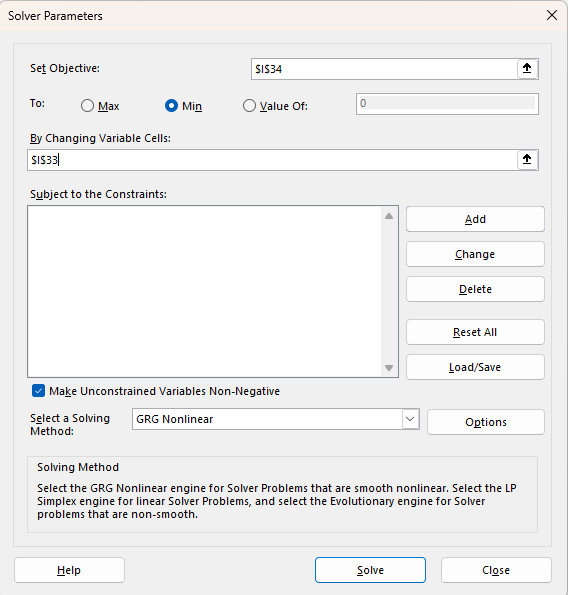 Solver Parameters
Set Objective:
$I$34
To:
Max
Min
Value Of:
0
By Changing Variable Cells:
$I$33
Subject to the Constraints:
Add
Change
Delete
Reset All
Load/Save
Make Unconstrained Variables Non-Negative
Select a Solving
Method:
GRG Nonlinear
Options
Solving Method
Select the GRG Nonlinear engine for Solver Problems that are smooth nonlinear. Select the LP
Simplex engine for linear Solver Problems, and select the Evolutionary engine for Solver
problems that are non-smooth.
Help
Solve
Close